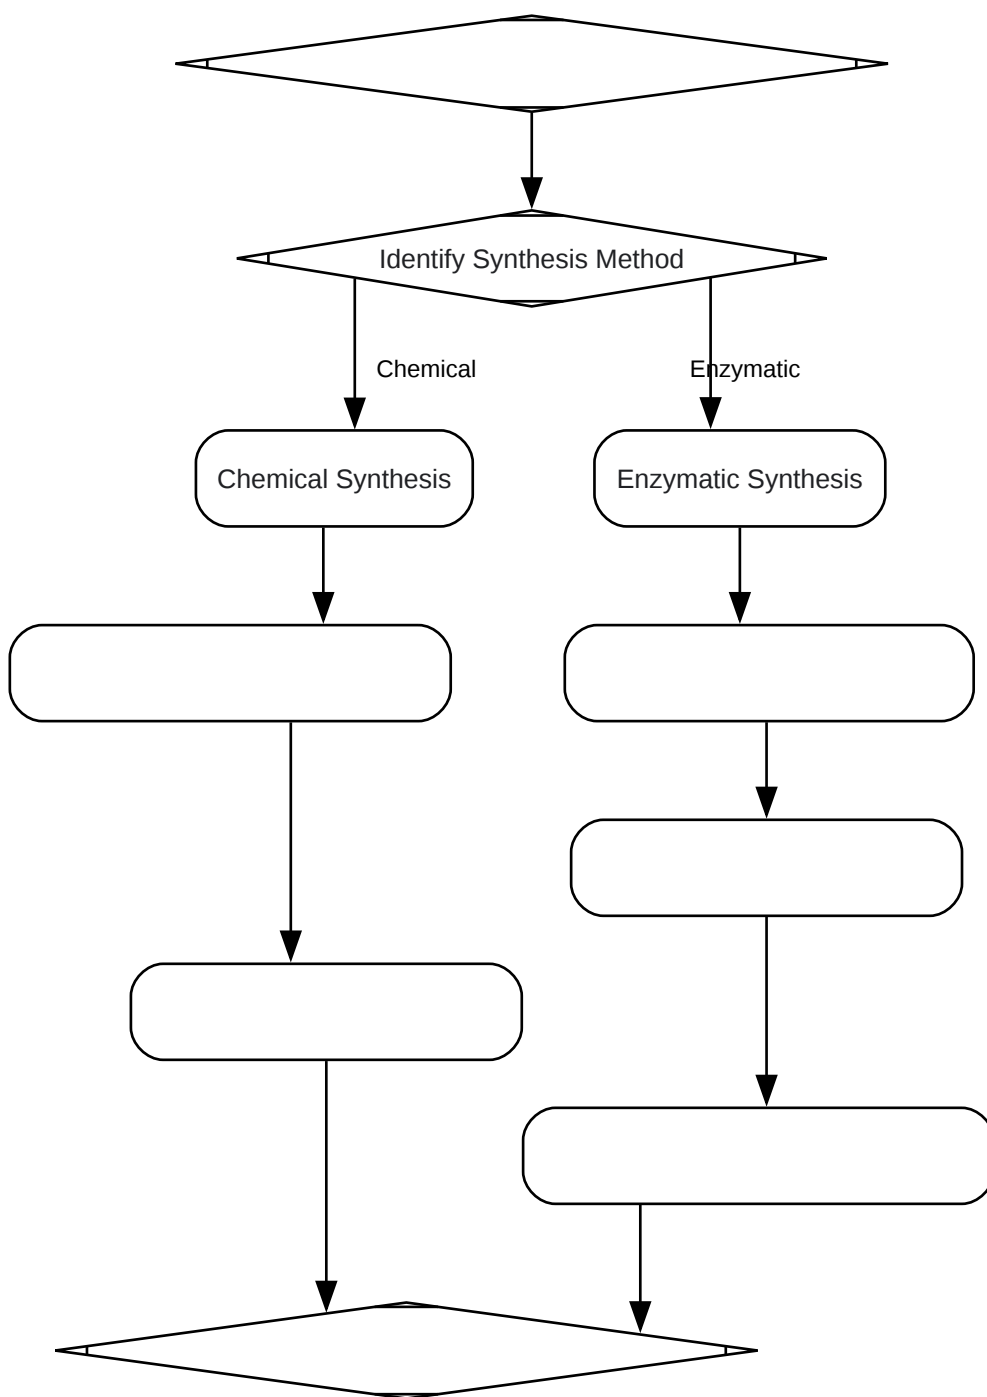 Identify Synthesis Method
Chemical
Enzymatic
Chemical Synthesis
Enzymatic Synthesis